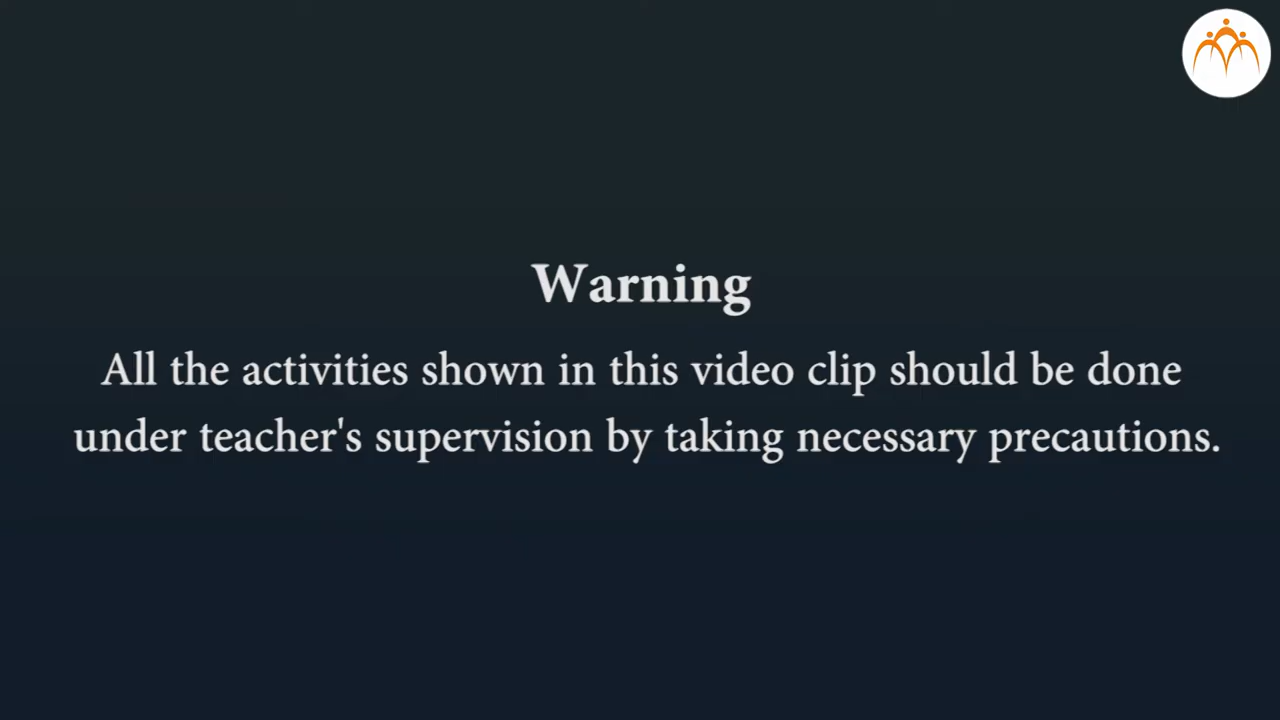 Warning
All the activities shown in this video clip should be done
under teacher's supervision by taking necessary precautions.